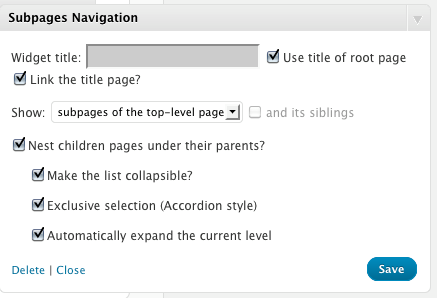 Subpages Navigation
Widget title: Use title of root page
Link the title page?
Show: subpages of the top-level page and its siblings
Nest children pages under their parents?
Make the list collapsible?
Exclusive selection (Accordion style)
Automatically expand the current level
Delete | Close Save